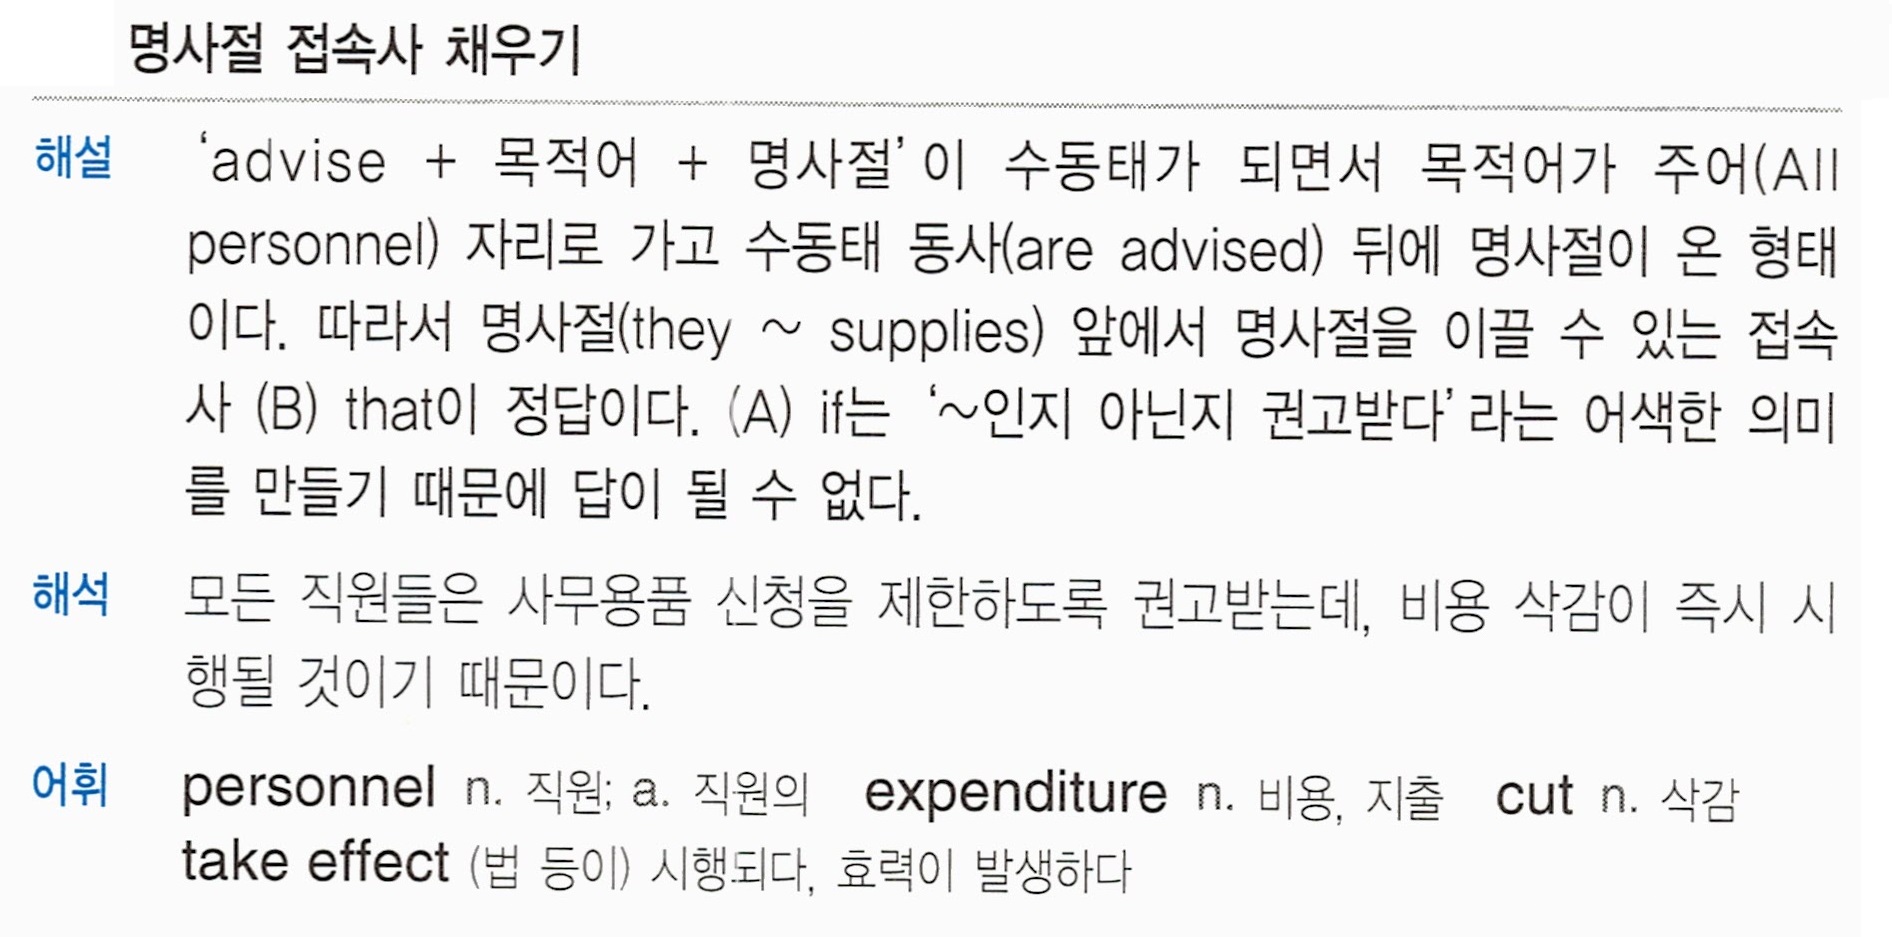 명사절 접속사 채우기
해설 ‘advise + 목적어 + 명사절’이 수동태가 되면서 목적어가 주어(All
personnel) 자리로 가고 수동태 동사(are advised) 뒤에 명사절이 온 형태
이다. 따라서 명사절(they ~ supplies) 앞에서 명사절을 이끌 수 있는 접속
사 (B) that이 정답이다. (A) if는 ‘~인지 아닌지 권고받다’라는 어색한 의미
를 만들기 때문에 답이 될 수 없다.
해석 모든 직원들은 사무용품 신청을 제한하도록 권고받는데, 비용 삭감이 즉시 시
행될 것이기 때문이다.
어휘 personnel n. 직원; a. 직원의 expenditure n. 비용, 지출 cut n. 삭감
take effect (법 등이) 시행되다, 효력이 발생하다